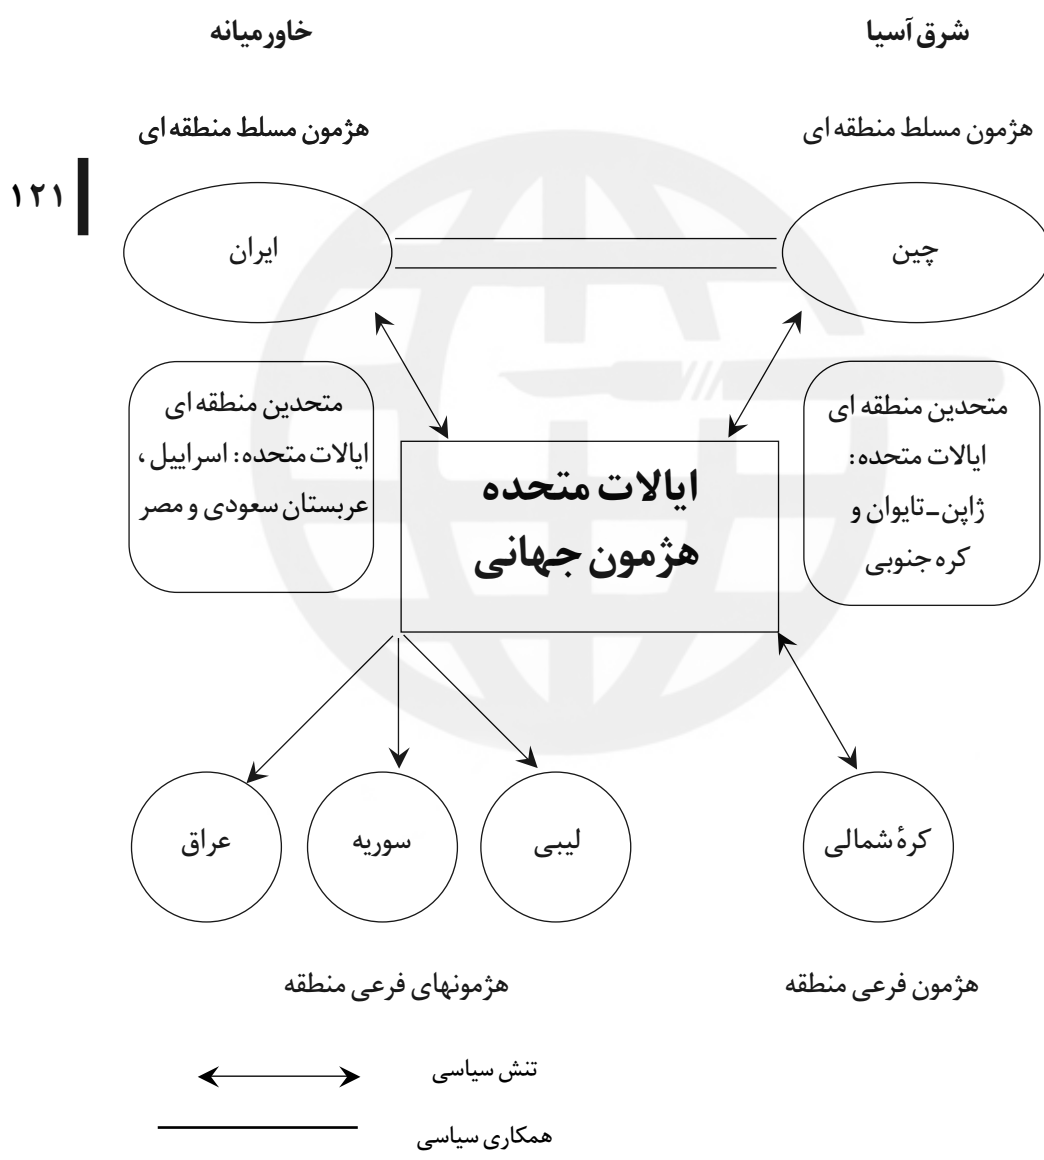 شرق آسیا
خاورمیانه
هژمون مسلط منطقه ای
هژمون مسلط منطقه ای
۱۲۱
چین
ایران
متحدین منطقه ای
ایالات متحده:
ژاپن-تایوان و
کره جنوبی
متحدین منطقه ای
ایالات متحده: اسراییل،
عربستان سعودی و مصر
ایالات متحده
هژمون جهانی
کرهٔ شمالی
لیبی
سوریه
عراق
هژمون فرعی منطقه
هژمونهای فرعی منطقه
تنش سیاسی
همکاری سیاسی